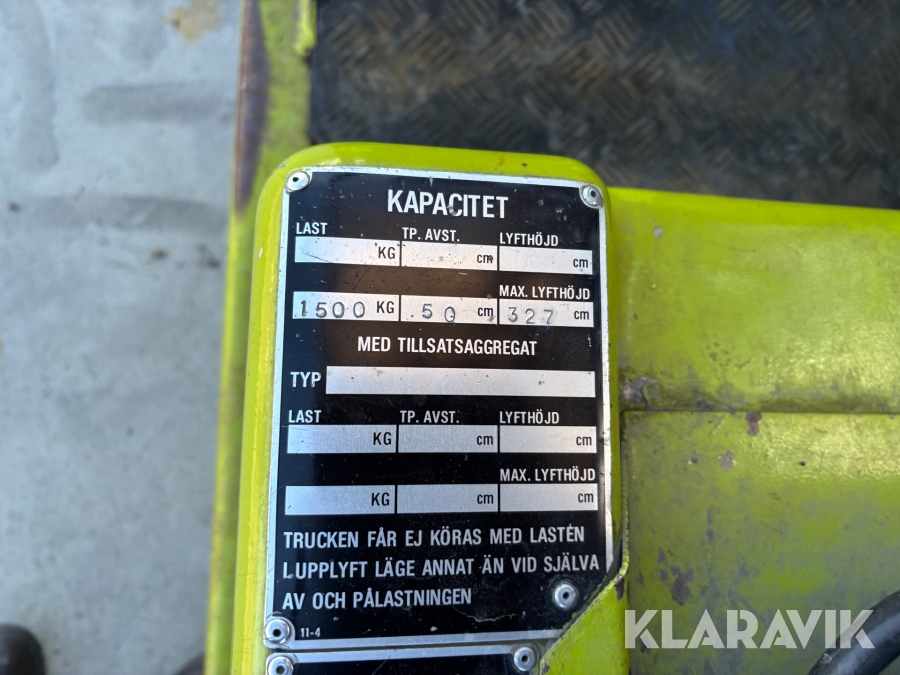 KAPACITET
LAST TP. AVST. LYFTHÖJD
KG cm cm
MAX. LYFTHÖJD
1500 KG 50 cm 327 cm
MED TILLSATSAGGREGAT
TYP
LAST TP. AVST. LYFTHÖJD
KG cm cm
MAX. LYFTHÖJD
KG cm cm
TRUCKEN FÅR EJ KÖRAS MED LASTEN
I UPPLYFT LÄGE ANNAT ÄN VID SJÄLVA
AV OCH PÅLASTNINGEN
11-4
KLARAVIK